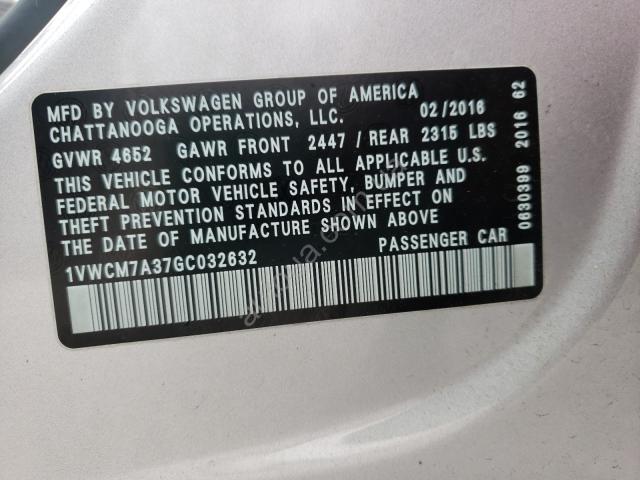 MFD BY VOLKSWAGEN GROUP OF AMERICA
CHATTANOOGA OPERATIONS, LLC. 02/2016
GVWR 4652 GAWR FRONT 2447 / REAR 2315 LBS
THIS VEHICLE CONFORMS TO ALL APPLICABLE U.S.
FEDERAL MOTOR VEHICLE SAFETY, BUMPER AND
THEFT PREVENTION STANDARDS IN EFFECT ON
THE DATE OF MANUFACTURE SHOWN ABOVE
1VWCM7A37GC032632 PASSENGER CAR
0630399 2016 62